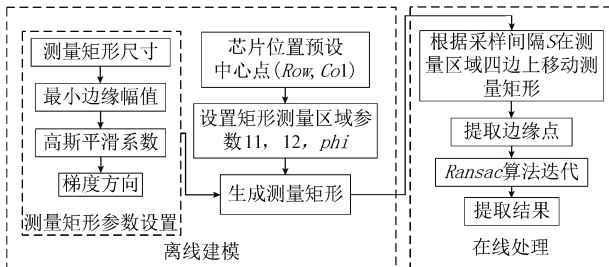 测量矩形尺寸
最小边缘幅值
高斯平滑系数
梯度方向
测量矩形参数设置
芯片位置预设
中心点(Row,Col)
设置矩形测量区域参
数l1, l2, phi
生成测量矩形
离线建模
根据采样间隔S在测
量区域四边上移动测
量矩形
提取边缘点
Ransac算法迭代
提取结果
在线处理